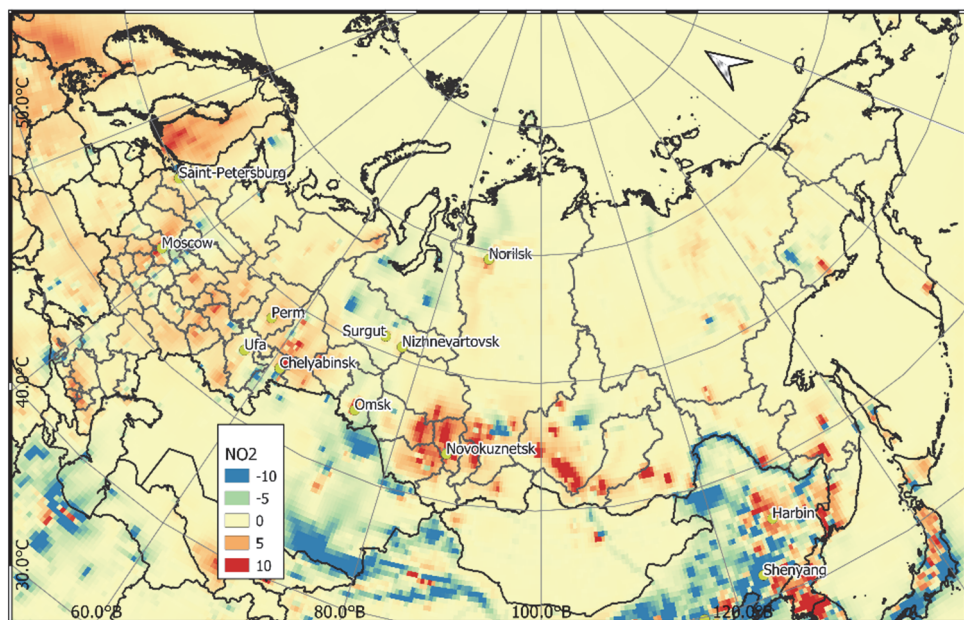 50.0°C
Saint-Petersburg
Moscow
Norilsk
Perm
Surgut
Nizhnevartovsk
Ufa
Chelyabinsk
40.0°C
Omsk
Novokuznetsk
NO2
-10
-5
0
5
10
Harbin
Shenyang
30.0°C
60.0°В
80.0°В
100.0°В
120.0°В